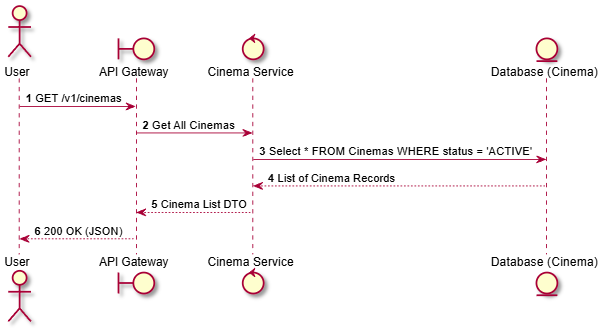 User
API Gateway
Cinema Service
Database (Cinema)
1 GET /v1/cinemas
2 Get All Cinemas
3 Select * FROM Cinemas WHERE status = 'ACTIVE'
4 List of Cinema Records
5 Cinema List DTO
6 200 OK (JSON)
User
API Gateway
Cinema Service
Database (Cinema)